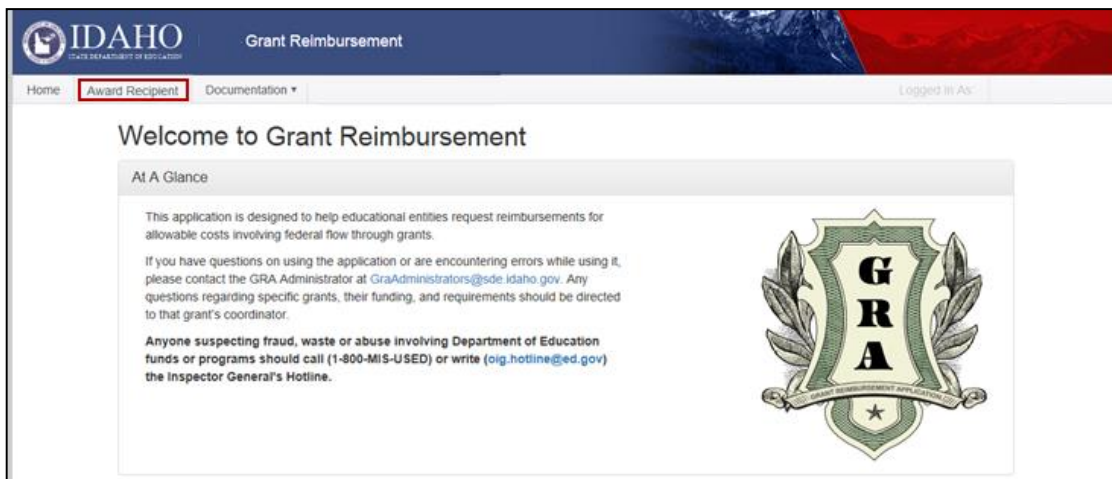 IDAHO
STATE DEPARTMENT OF EDUCATION
Grant Reimbursement
Home Award Recipient Documentation ▾ Logged In As:
Welcome to Grant Reimbursement
At A Glance
This application is designed to help educational entities request reimbursements for
allowable costs involving federal flow through grants.
If you have questions on using the application or are encountering errors while using it,
please contact the GRA Administrator at GraAdministrators@sde.idaho.gov. Any
questions regarding specific grants, their funding, and requirements should be directed
to that grant's coordinator.
Anyone suspecting fraud, waste or abuse involving Department of Education
funds or programs should call (1-800-MIS-USED) or write (oig.hotline@ed.gov)
the Inspector General's Hotline.
G
R
A
GRANT REIMBURSEMENT APPLICATION